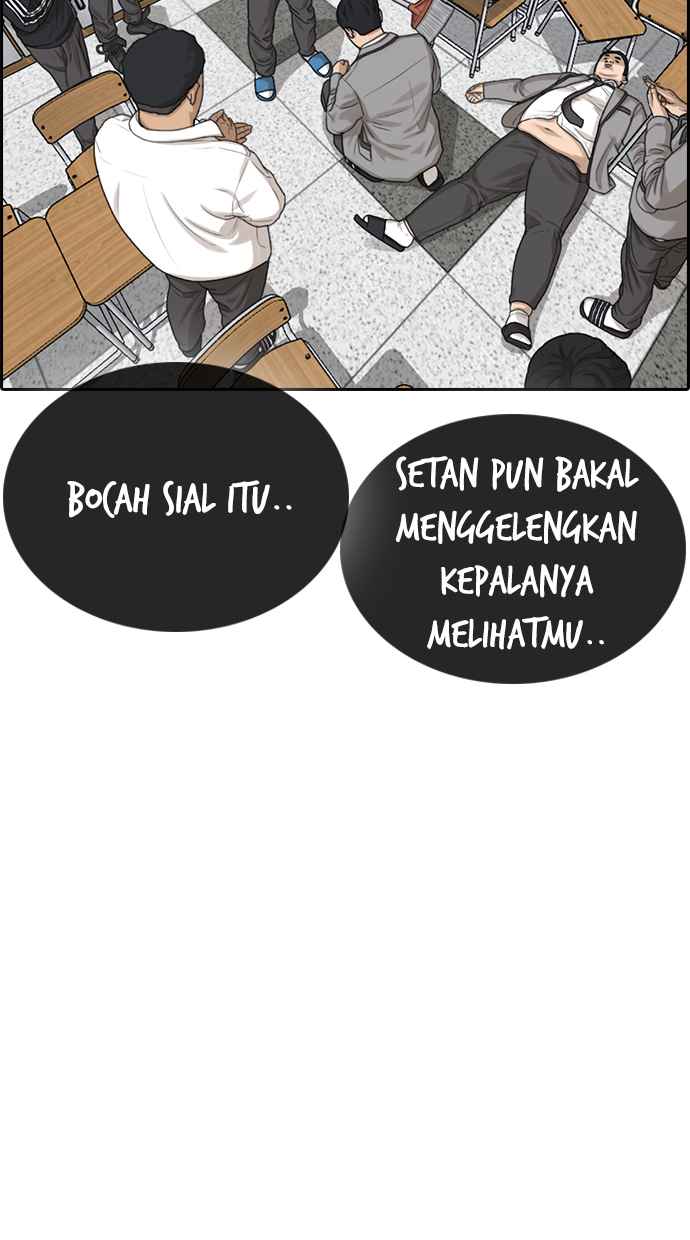 BOCAH SIAL ITU..
SETAN PUN BAKAL
MENGGELENGKAN
KEPALANYA
MELIHATMU..